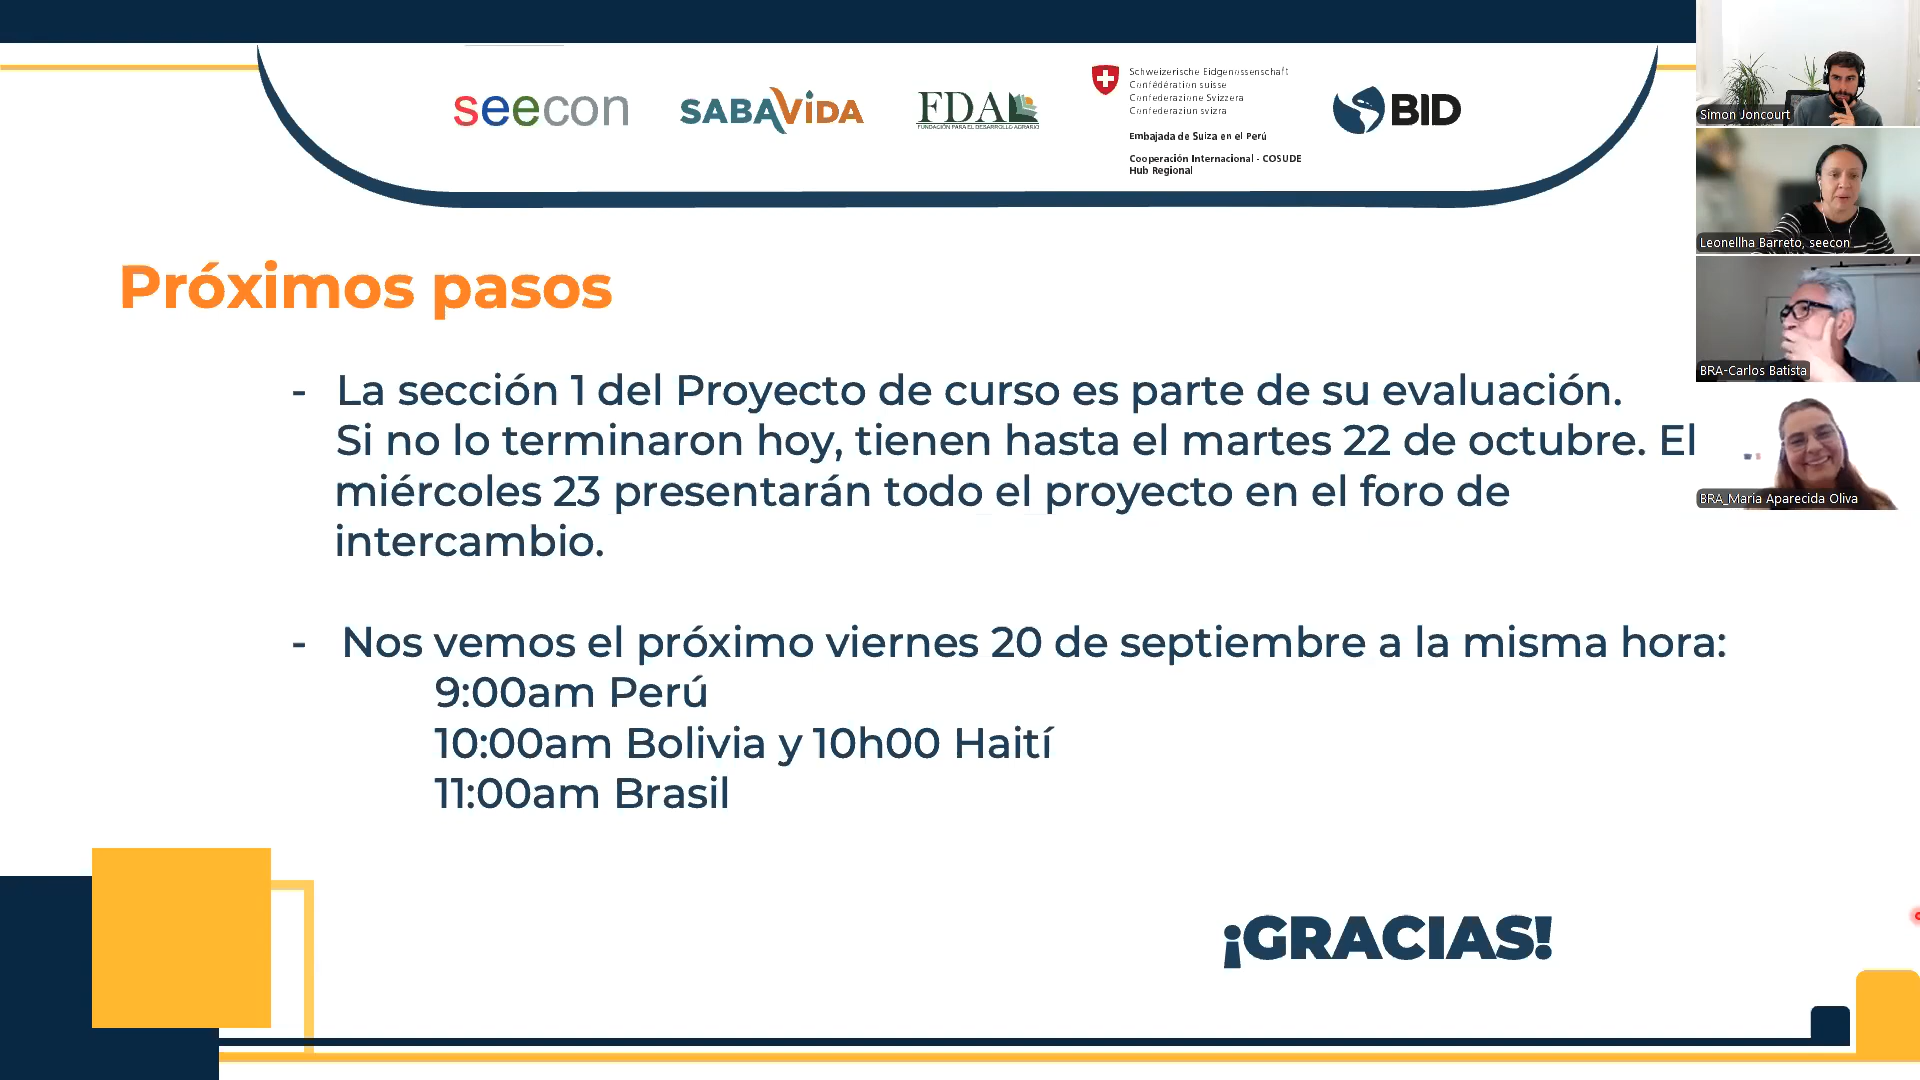 seecon
SABAVIDA
FDA
FUNDACIÓN PARA EL DESARROLLO AGRARIO
Schweizerische Eidgenossenschaft
Confédération suisse
Confederazione Svizzera
Confederaziun svizra
Embajada de Suiza en el Perú
Cooperación Internacional - COSUDE
Hub Regional
BID
Simon Joncourt
Leonellha Barreto, seecon
BRA-Carlos Batista
BRA_Maria Aparecida Oliva
Próximos pasos
- La sección 1 del Proyecto de curso es parte de su evaluación.
Si no lo terminaron hoy, tienen hasta el martes 22 de octubre. El
miércoles 23 presentarán todo el proyecto en el foro de
intercambio.
- Nos vemos el próximo viernes 20 de septiembre a la misma hora:
9:00am Perú
10:00am Bolivia y 10h00 Haití
11:00am Brasil
¡GRACIAS!